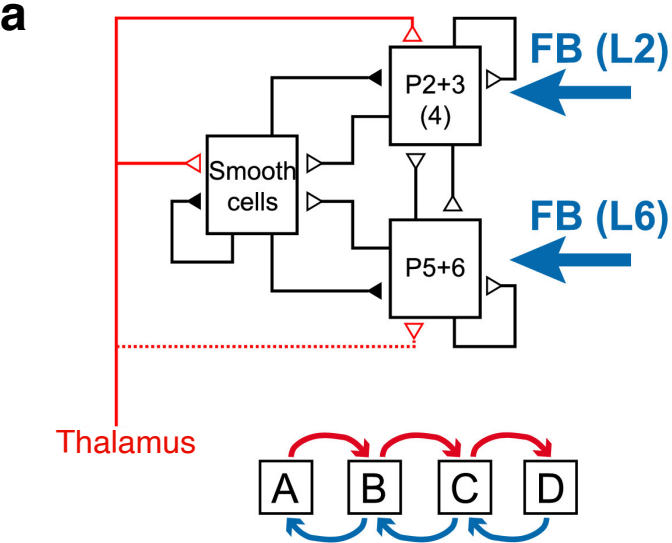 a
FB (L2)
P2+3
(4)
Smooth
cells
FB (L6)
P5+6
Thalamus
A B C D